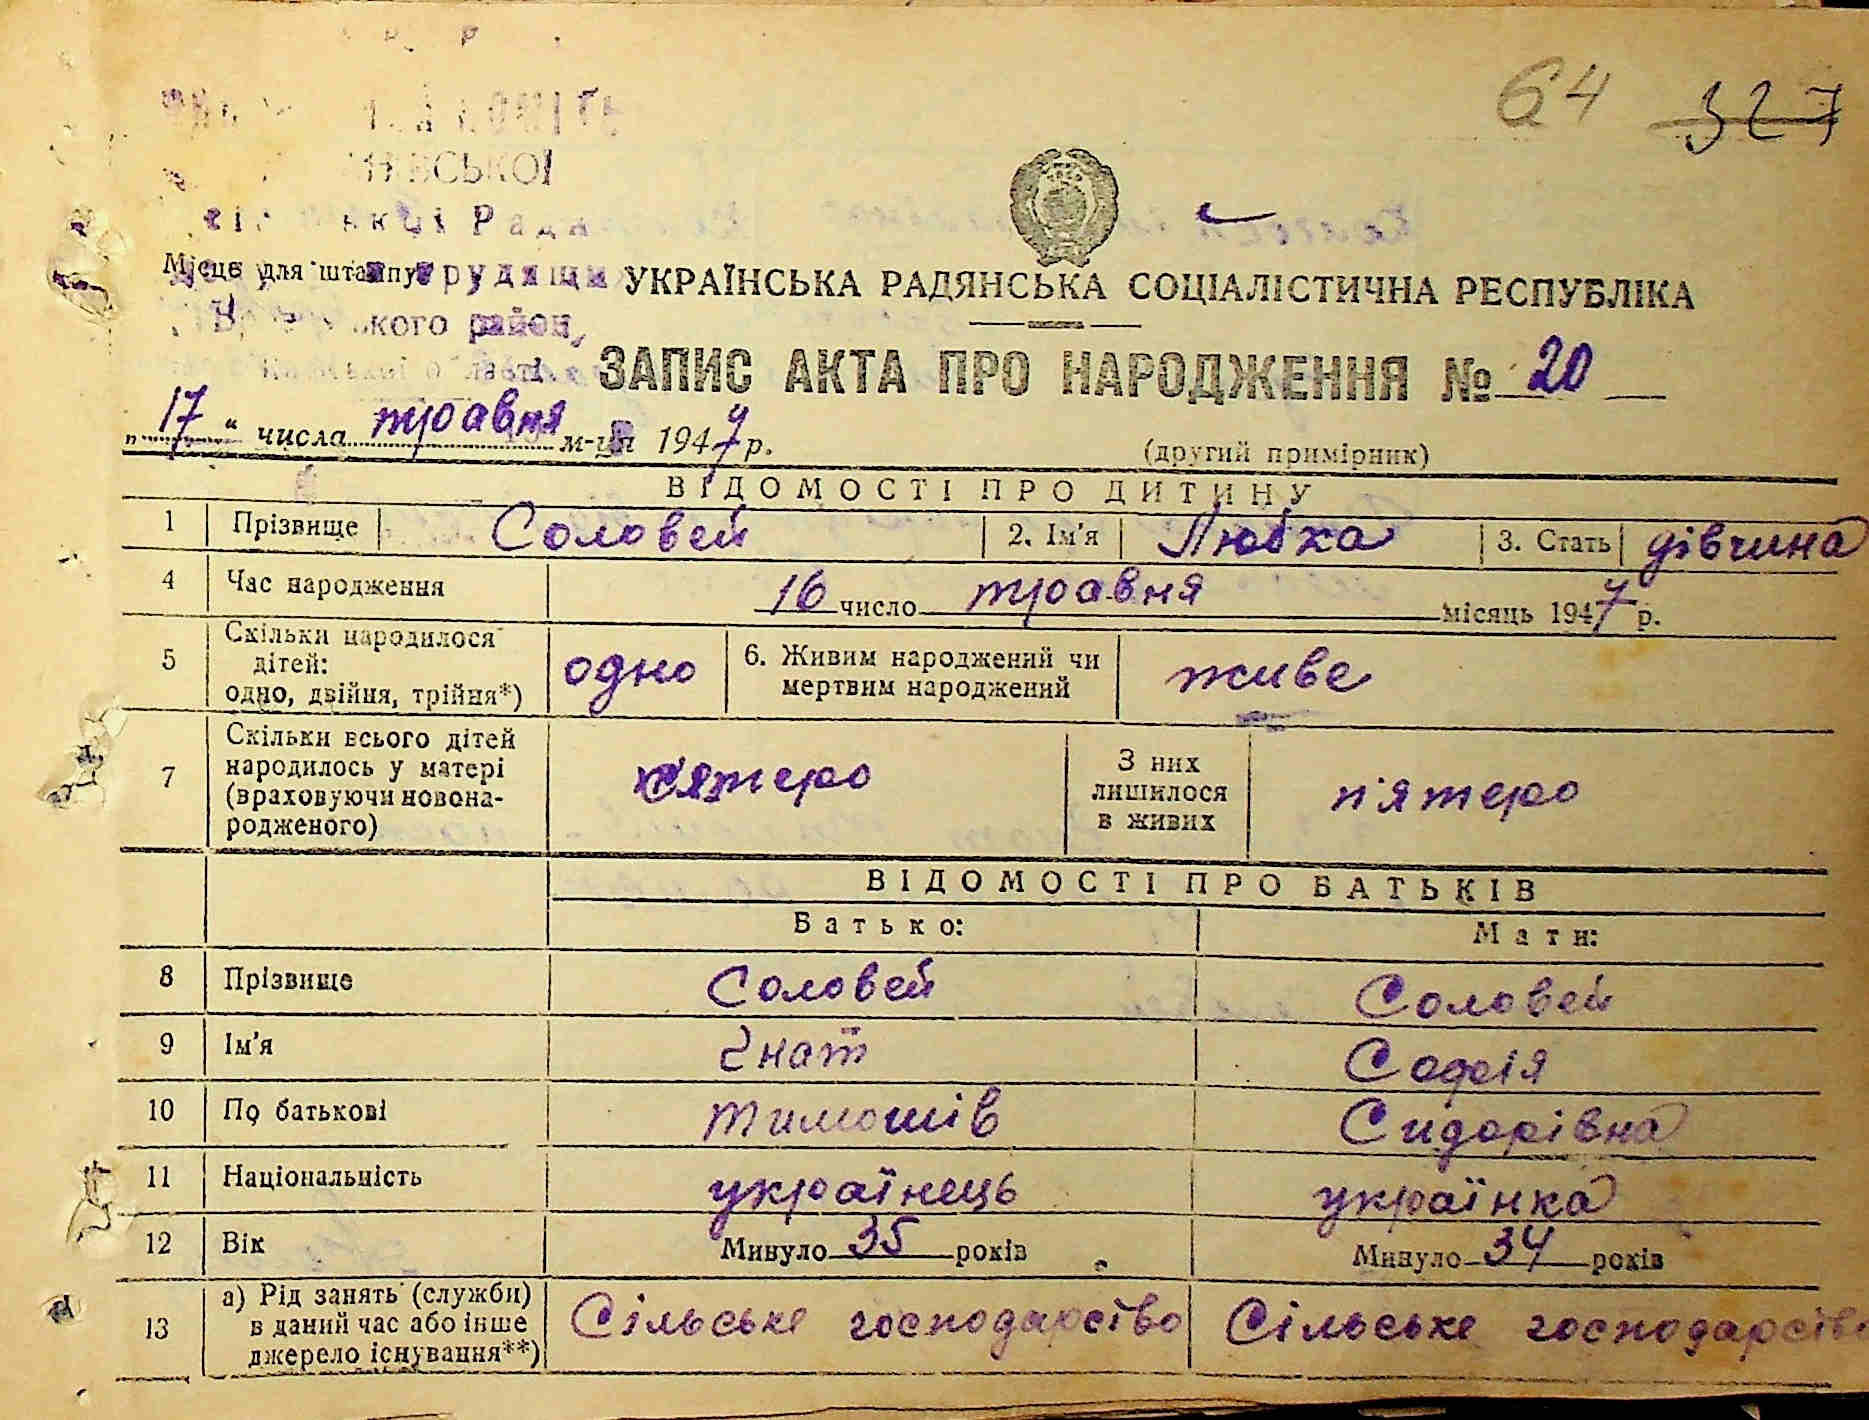 64 327
СЬКОЇ
Рада
Місце для штампу трудящих УКРАЇНСЬКА РАДЯНСЬКА СОЦІАЛІСТИЧНА РЕСПУБЛІКА
ського район
ЗАПИС АКТА ПРО НАРОДЖЕННЯ № 20
„17" числа травня м-ця 1947 р. (другий примірник)
ВІДОМОСТІ ПРО ДИТИНУ
1 Прізвище Соловей 2. Ім'я Любка 3. Стать дівчина
4 Час народження 16 число травня місяць 1947 р.
5 Скільки народилося дітей: одно, двійня, трійня*) одно 6. Живим народжений чи мертвим народжений живе
7 Скільки всього дітей народилось у матері (враховуючи новонародженого) п'ятеро З них лишилося в живих п'ятеро
ВІДОМОСТІ ПРО БАТЬКІВ
Батько: Мати:
8 Прізвище Соловей Соловей
9 Ім'я Гнат Софія
10 По батькові Тимошів Сидорівна
11 Національність українець українка
12 Вік Минуло 35 років Минуло 34 років
13 а) Рід занять (служби) в даний час або інше джерело існування**) Сільське господарство Сільське господарств